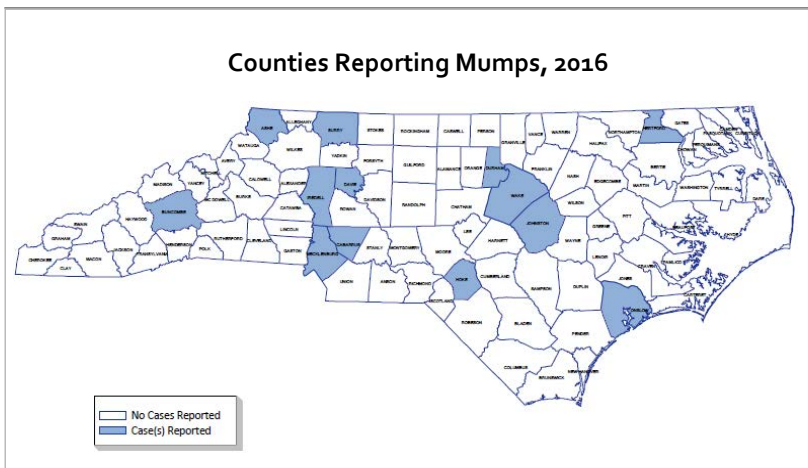 Counties Reporting Mumps, 2016
ASHE
ALLEGHANY
SURRY
STOKES
ROCKINGHAM
CASWELL
PERSON
GRANVILLE
VANCE
WARREN
NORTHAMPTON
HERTFORD
GATES
HALIFAX
WATAUGA
WILKES
YADKIN
FORSYTH
GUILFORD
ALAMANCE
ORANGE
DURHAM
FRANKLIN
NASH
EDGECOMBE
BERTIE
MARTIN
WASHINGTON
TYRRELL
DARE
MADISON
YANCEY
AVERY
CALDWELL
ALEXANDER
IREDELL
DAVIE
DAVIDSON
RANDOLPH
CHATHAM
WAKE
WILSON
PITT
BEAUFORT
HYDE
SWAIN
HAYWOOD
BUNCOMBE
BURKE
CATAWBA
ROWAN
LINCOLN
JOHNSTON
GREENE
GRAHAM
CHEROKEE
CLAY
MACON
JACKSON
TRANSYLVANIA
HENDERSON
POLK
RUTHERFORD
CLEVELAND
GASTON
MECKLENBURG
CABARRUS
STANLY
MONTGOMERY
MOORE
LEE
HARNETT
WAYNE
LENOIR
CRAVEN
PAMLICO
JONES
CARTERET
UNION
ANSON
RICHMOND
SCOTLAND
HOKE
CUMBERLAND
SAMPSON
DUPLIN
ONSLOW
ROBESON
BLADEN
PENDER
COLUMBUS
BRUNSWICK
NEW HANOVER
No Cases Reported
Case(s) Reported